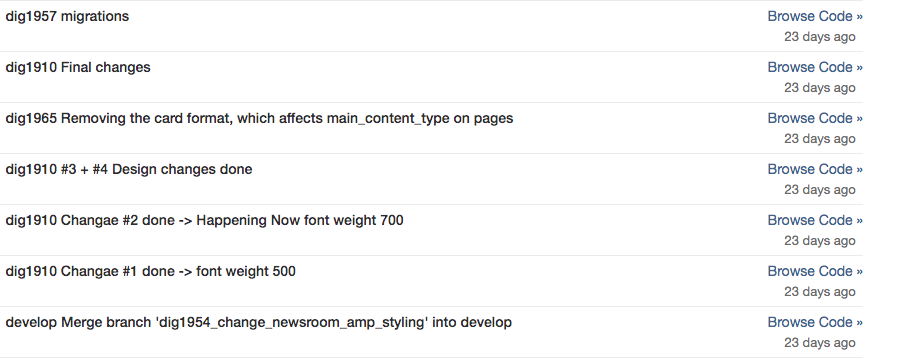 dig1957 migrations
Browse Code »
23 days ago
dig1910 Final changes
Browse Code »
23 days ago
dig1965 Removing the card format, which affects main_content_type on pages
Browse Code »
23 days ago
dig1910 #3 + #4 Design changes done
Browse Code »
23 days ago
dig1910 Changae #2 done -> Happening Now font weight 700
Browse Code »
23 days ago
dig1910 Changae #1 done -> font weight 500
Browse Code »
23 days ago
develop Merge branch 'dig1954_change_newsroom_amp_styling' into develop
Browse Code »
23 days ago